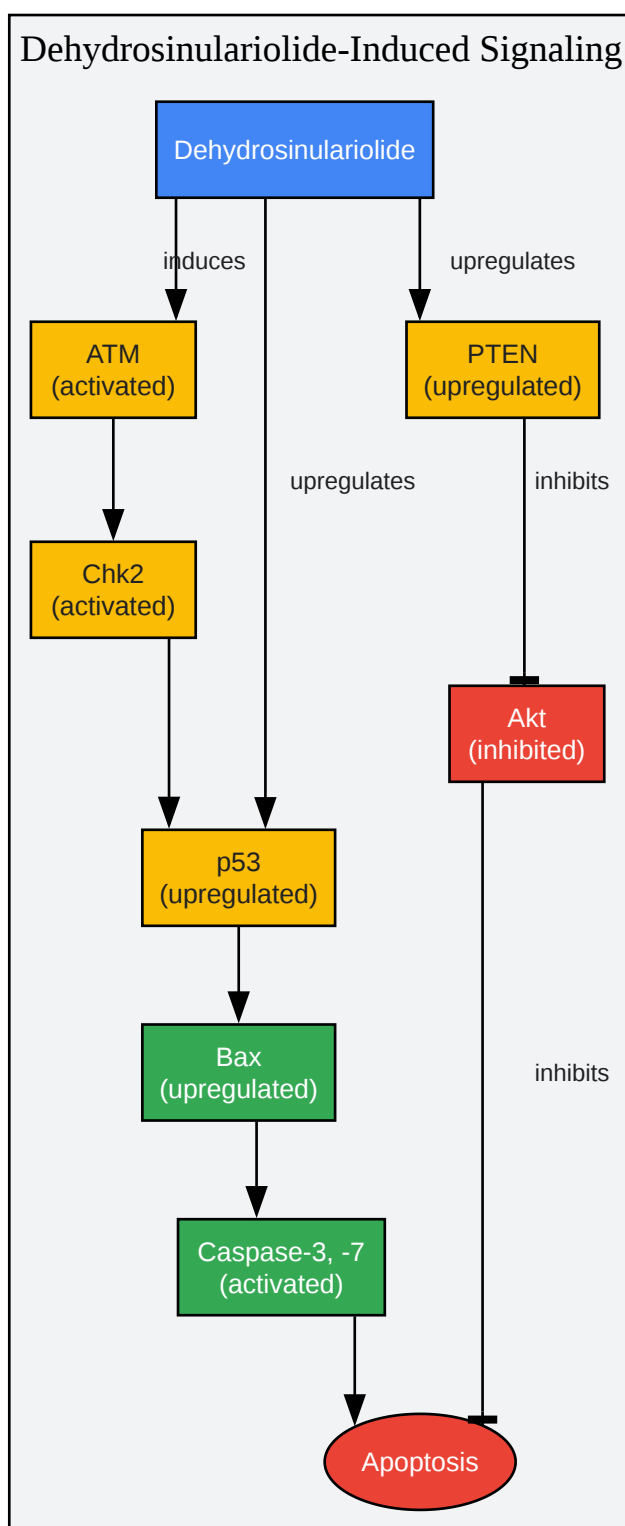 Dehydrosinulariolide-Induced Signaling
Dehydrosinulariolide
induces
upregulates
ATM
(activated)
PTEN
(upregulated)
upregulates
inhibits
Chk2
(activated)
Akt
(inhibited)
p53
(upregulated)
Bax
(upregulated)
inhibits
Caspase-3, -7
(activated)
Apoptosis